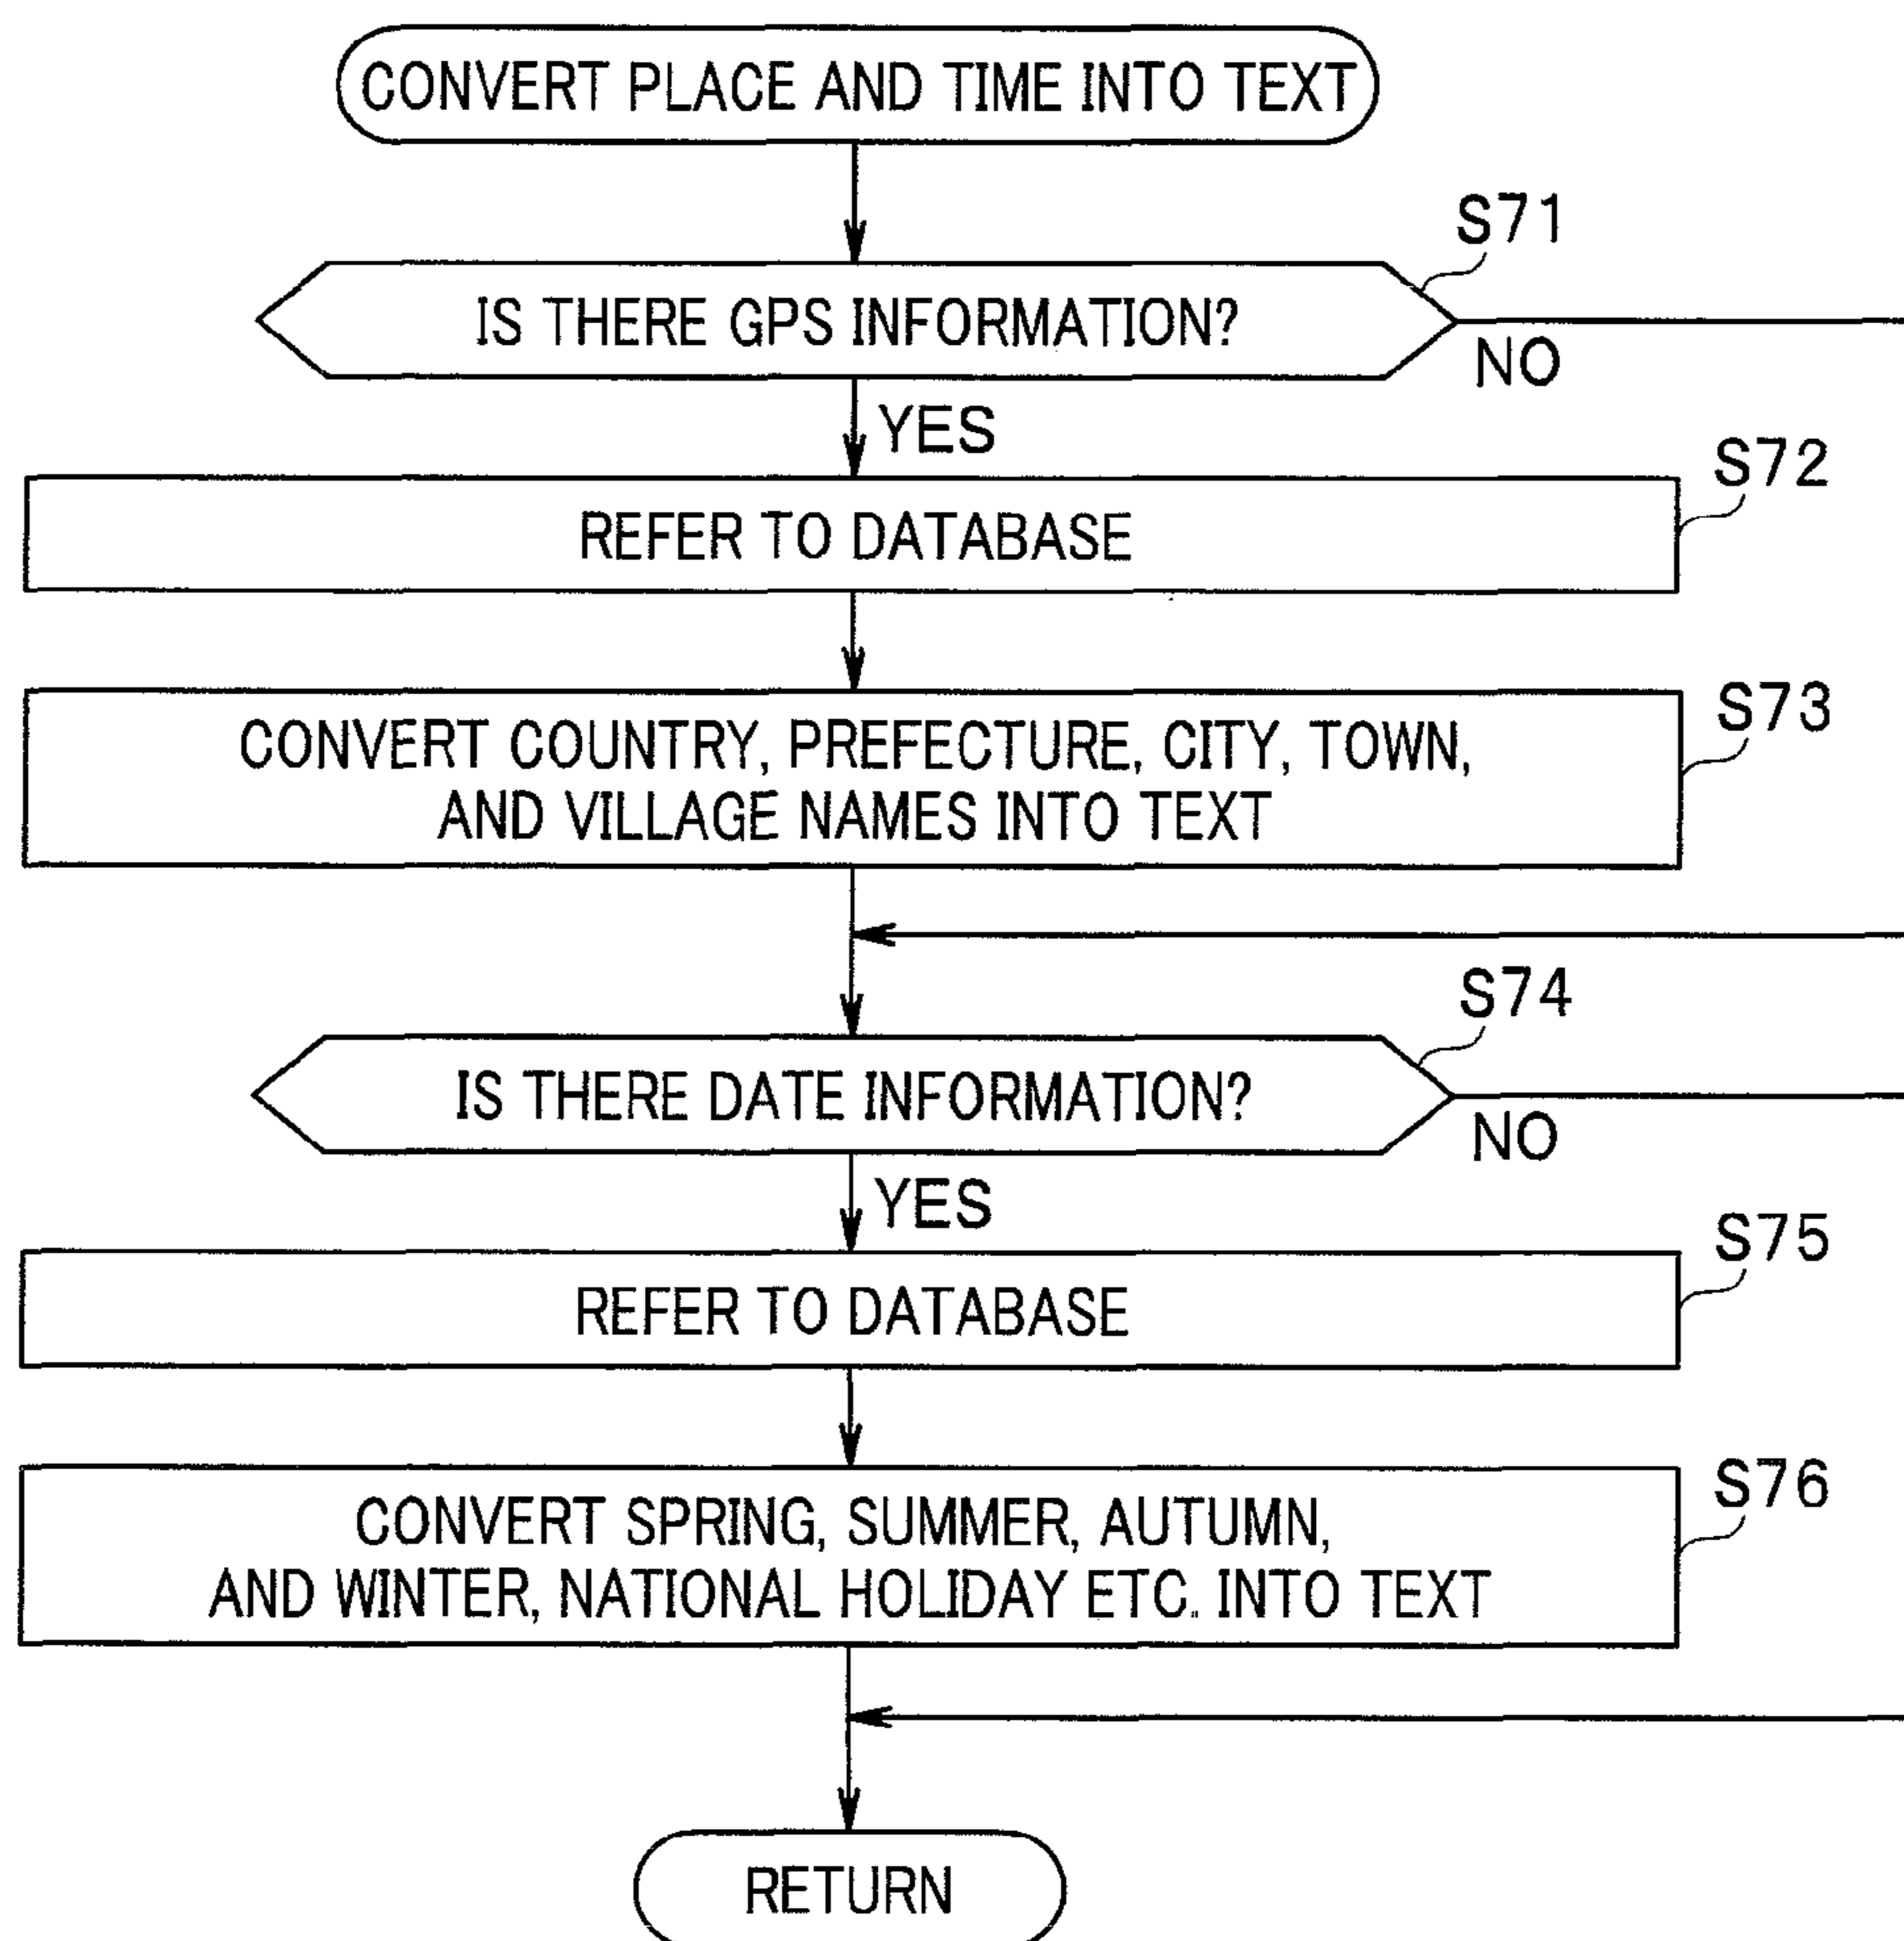 CONVERT PLACE AND TIME INTO TEXT
S71
IS THERE GPS INFORMATION?
NO
YES
S72
REFER TO DATABASE
S73
CONVERT COUNTRY, PREFECTURE, CITY, TOWN,
AND VILLAGE NAMES INTO TEXT
S74
IS THERE DATE INFORMATION?
NO
YES
S75
REFER TO DATABASE
S76
CONVERT SPRING, SUMMER, AUTUMN,
AND WINTER, NATIONAL HOLIDAY ETC. INTO TEXT
RETURN